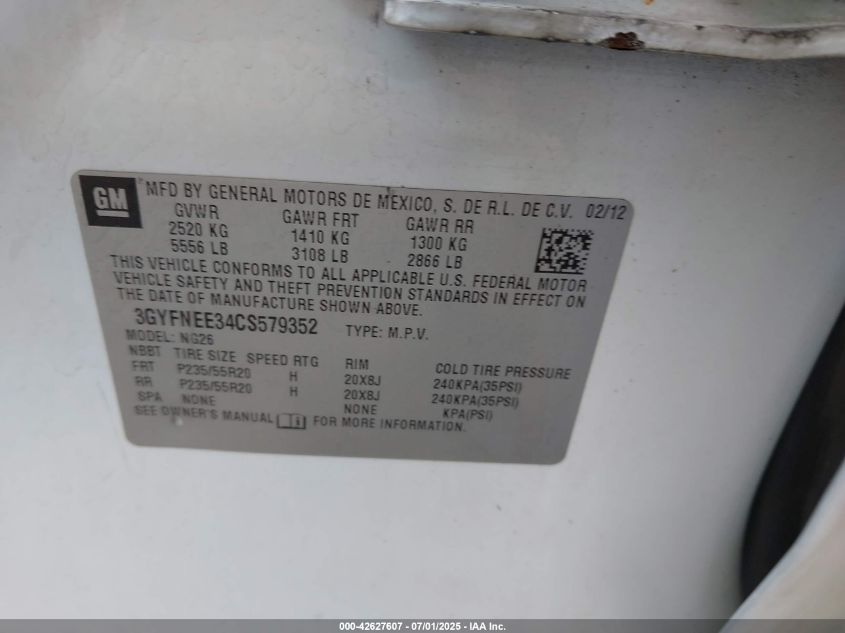 GM
MFD BY GENERAL MOTORS DE MEXICO, S. DE R.L. DE C.V. 02/12
GVWR GAWR FRT GAWR RR
2520 KG 1410 KG 1300 KG
5556 LB 3108 LB 2866 LB
THIS VEHICLE CONFORMS TO ALL APPLICABLE U.S. FEDERAL MOTOR
VEHICLE SAFETY AND THEFT PREVENTION STANDARDS IN EFFECT ON
THE DATE OF MANUFACTURE SHOWN ABOVE.
3GYFNEE34CS579352 TYPE: M.P.V.
MODEL: NG26
NBBT TIRE SIZE SPEED RTG RIM COLD TIRE PRESSURE
FRT P235/55R20 H 20X8J 240KPA(35PSI)
RR P235/55R20 H 20X8J 240KPA(35PSI)
SPA NONE NONE KPA(PSI)
SEE OWNER'S MANUAL FOR MORE INFORMATION.
000-42627607 - 07/01/2025 - IAA Inc.